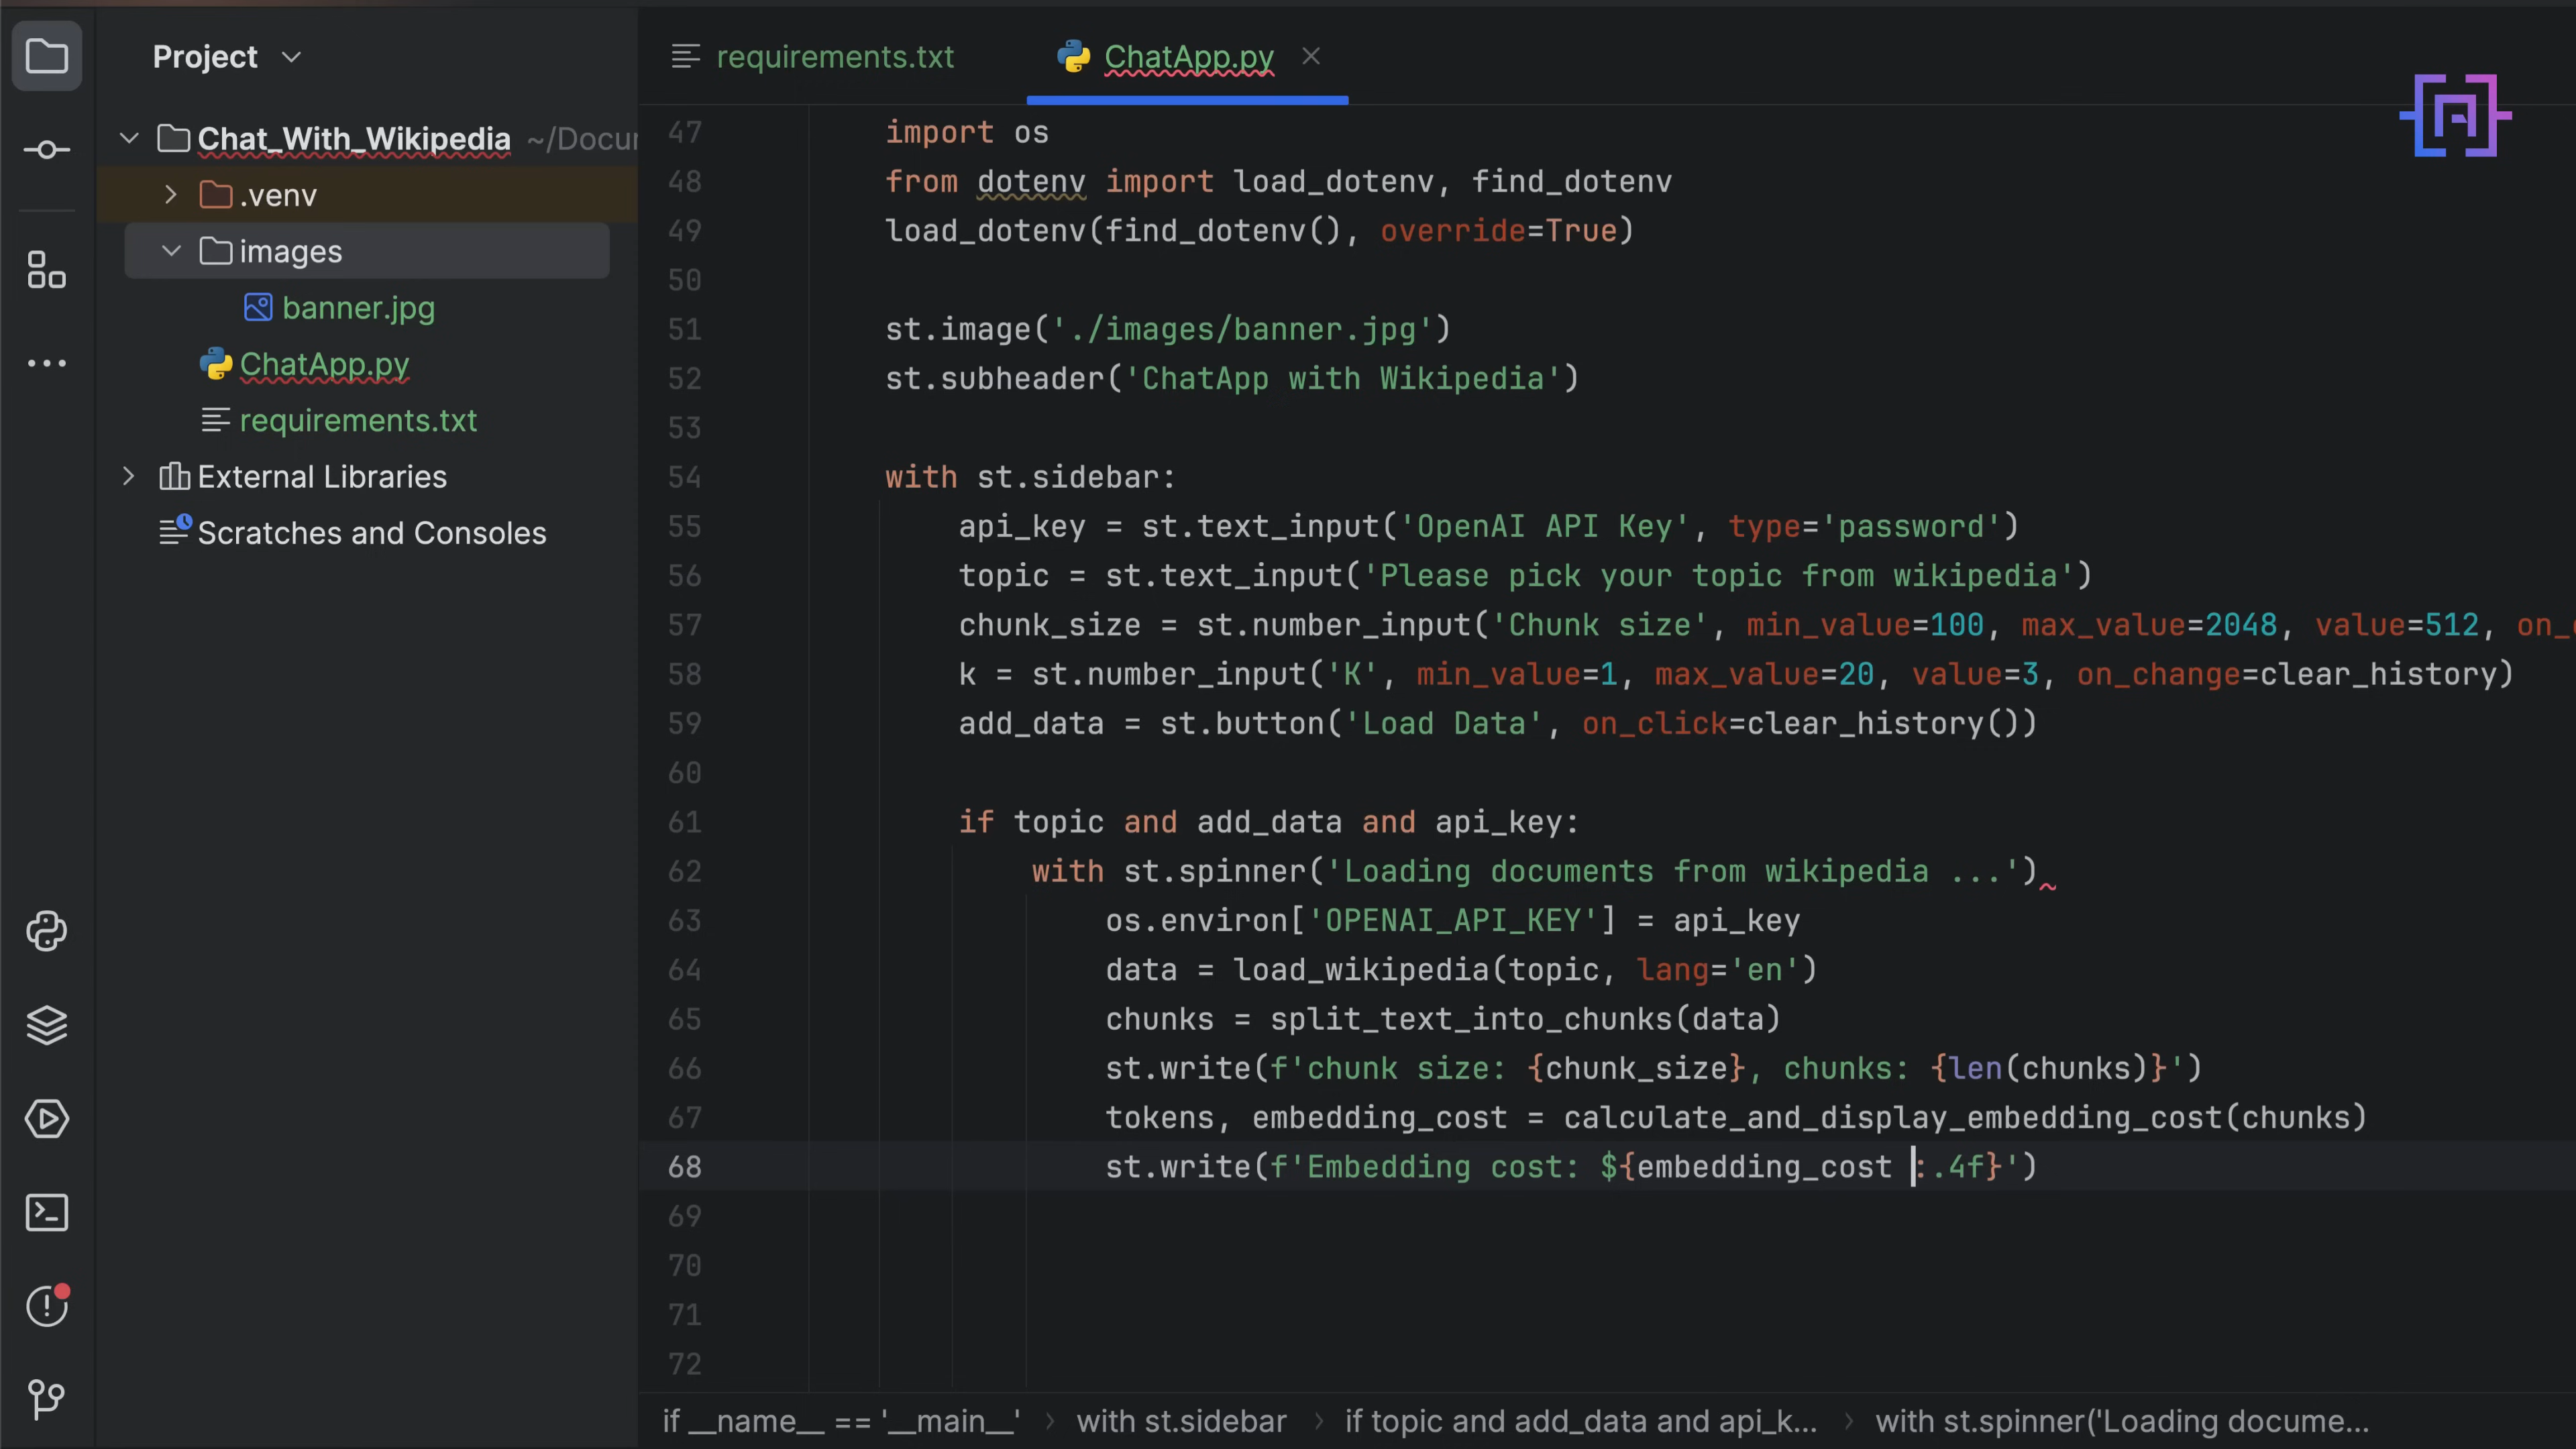 Project
Chat_With_Wikipedia ~/Docu
.venv
images
banner.jpg
ChatApp.py
requirements.txt
External Libraries
Scratches and Consoles
requirements.txt
ChatApp.py
47 import os
48 from dotenv import load_dotenv, find_dotenv
49 load_dotenv(find_dotenv(), override=True)
50
51 st.image('./images/banner.jpg')
52 st.subheader('ChatApp with Wikipedia')
53
54 with st.sidebar:
55 api_key = st.text_input('OpenAI API Key', type='password')
56 topic = st.text_input('Please pick your topic from wikipedia')
57 chunk_size = st.number_input('Chunk size', min_value=100, max_value=2048, value=512, on_
58 k = st.number_input('K', min_value=1, max_value=20, value=3, on_change=clear_history)
59 add_data = st.button('Load Data', on_click=clear_history())
60
61 if topic and add_data and api_key:
62 with st.spinner('Loading documents from wikipedia ...')
63 os.environ['OPENAI_API_KEY'] = api_key
64 data = load_wikipedia(topic, lang='en')
65 chunks = split_text_into_chunks(data)
66 st.write(f'chunk size: {chunk_size}, chunks: {len(chunks)}')
67 tokens, embedding_cost = calculate_and_display_embedding_cost(chunks)
68 st.write(f'Embedding cost: ${embedding_cost :.4f}')
69
70
71
72
if __name__ == '__main__' > with st.sidebar > if topic and add_data and api_k... > with st.spinner('Loading docume...